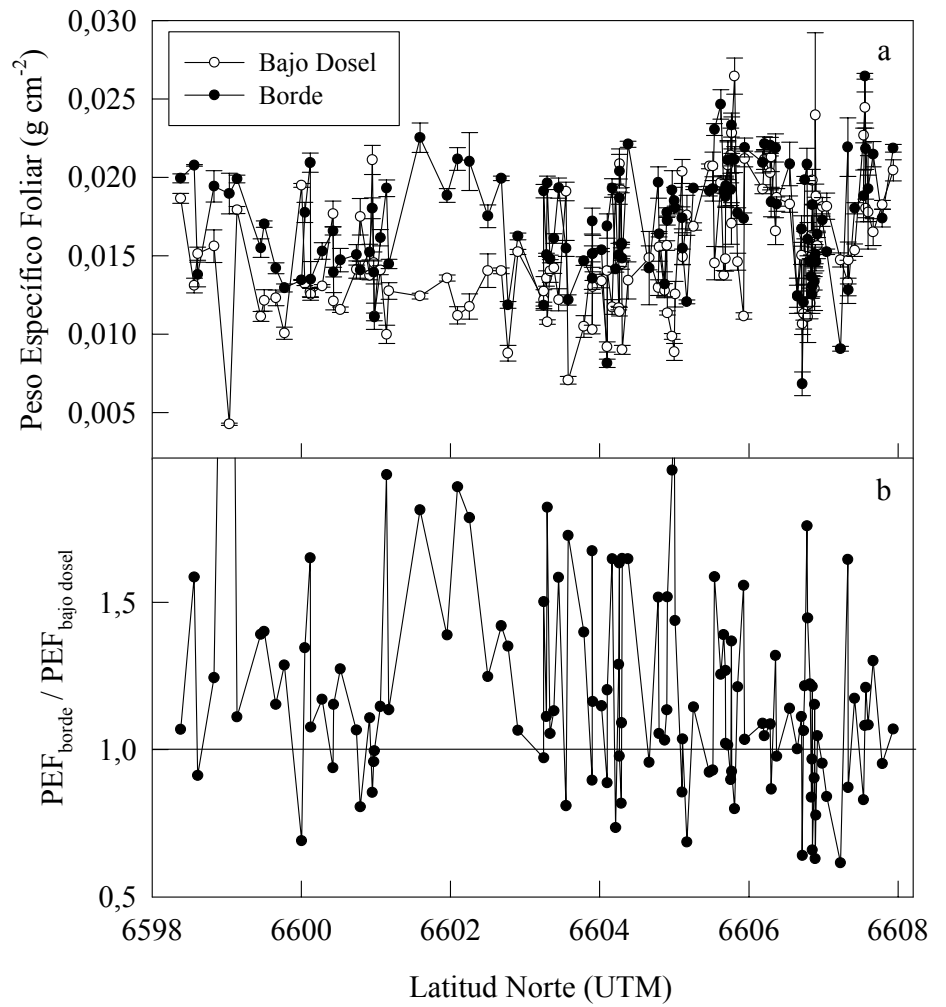 0,030
0,025
0,020
0,015
0,010
0,005
Peso Específico Foliar (g cm-2)
Bajo Dosel
Borde
a
b
1,5
1,0
0,5
PEFborde / PEFbajo dosel
6598 6600 6602 6604 6606 6608
Latitud Norte (UTM)